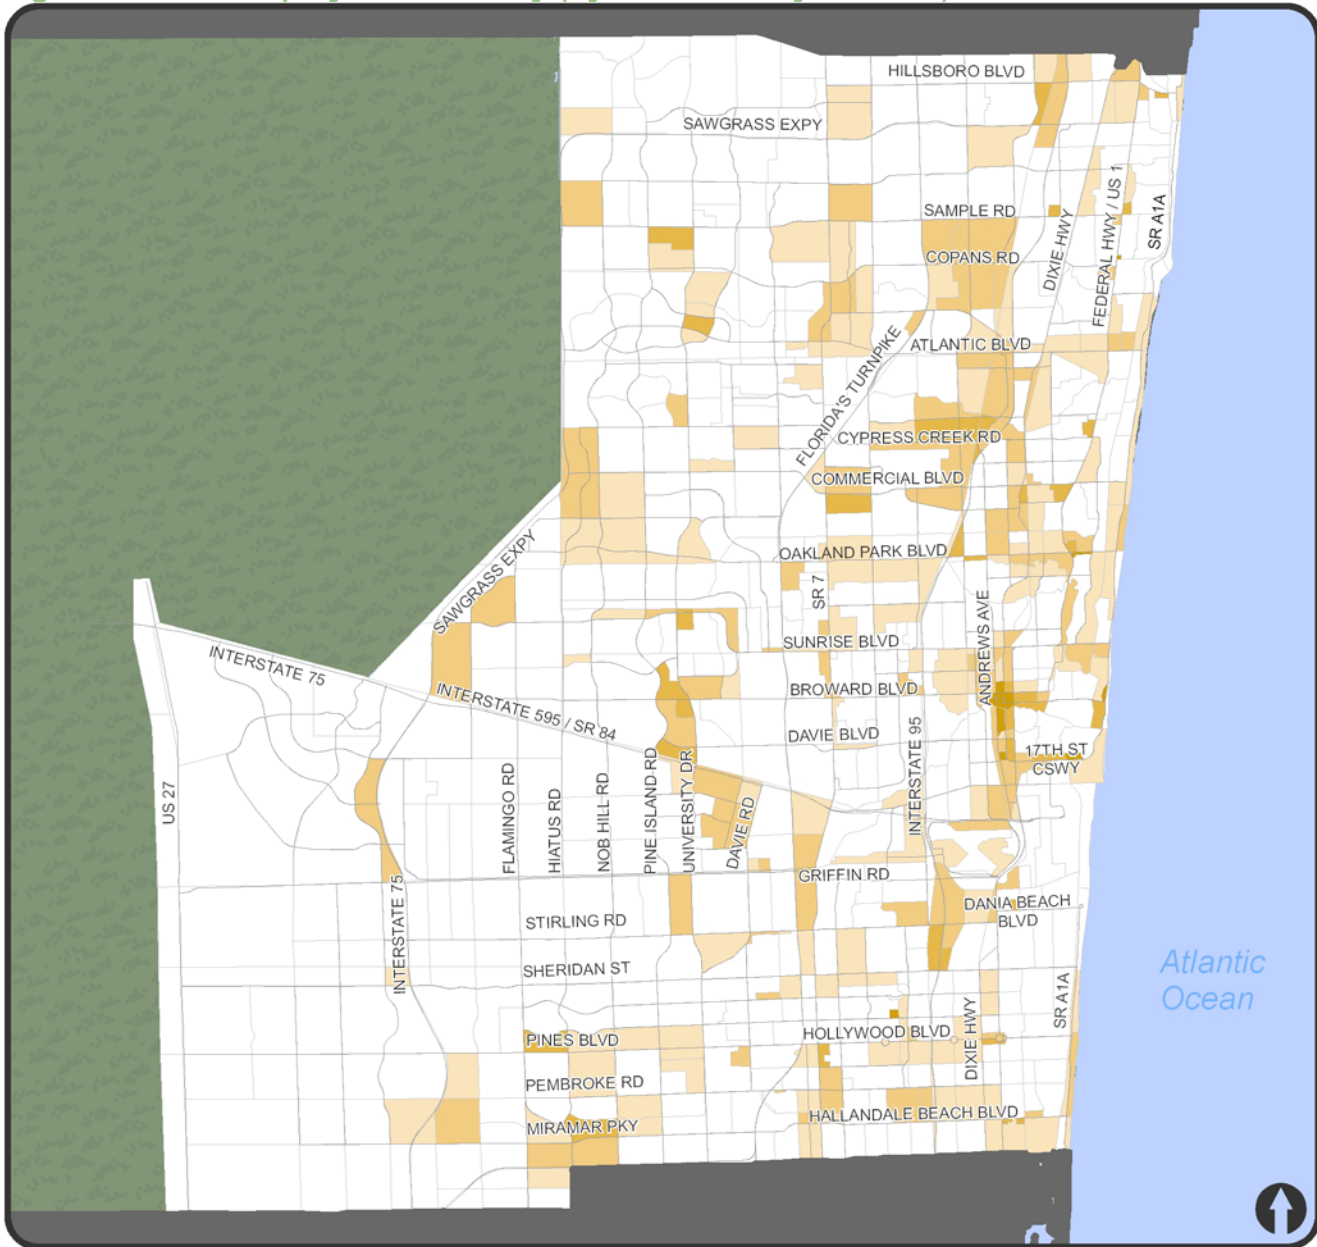 HILLSBORO BLVD
SAWGRASS EXPY
SAMPLE RD
COPANS RD
DIXIE HWY
FEDERAL HWY / US 1
SR A1A
ATLANTIC BLVD
FLORIDA'S TURNPIKE
CYPRESS CREEK RD
COMMERCIAL BLVD
OAKLAND PARK BLVD
SAWGRASS EXPY
SR 7
ANDREWS AVE
SUNRISE BLVD
INTERSTATE 75
INTERSTATE 595 / SR 84
BROWARD BLVD
DAVIE BLVD
INTERSTATE 95
17TH ST
CSWY
US 27
FLAMINGO RD
HIATUS RD
NOB HILL RD
PINE ISLAND RD
UNIVERSITY DR
DAVIE RD
GRIFFIN RD
INTERSTATE 75
STIRLING RD
DANIA BEACH
BLVD
SHERIDAN ST
Atlantic
Ocean
SR A1A
PINES BLVD
HOLLYWOOD BLVD
DIXIE HWY
PEMBROKE RD
HALLANDALE BEACH BLVD
MIRAMAR PKY